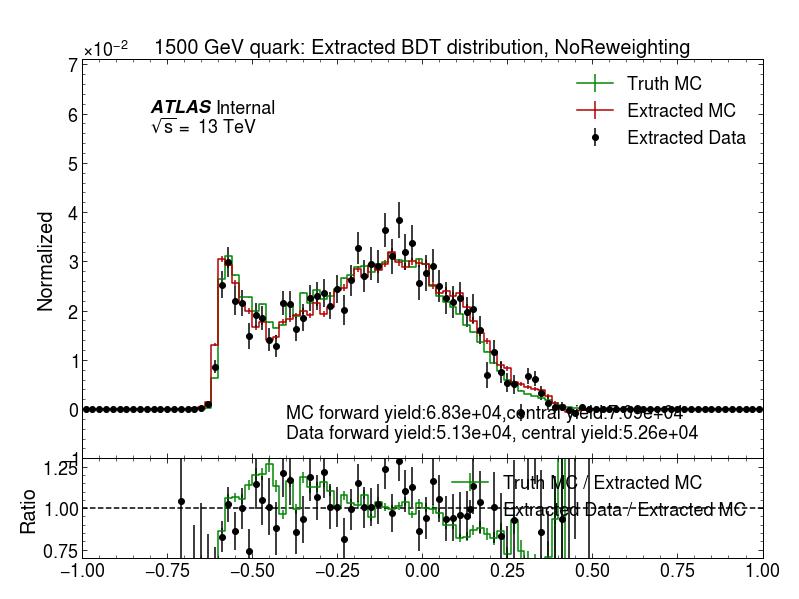 ×10⁻²
1500 GeV quark: Extracted BDT distribution, NoReweighting
7
6
5
4
3
2
1
0
1
Normalized
ATLAS Internal
√s = 13 TeV
Truth MC
Extracted MC
Extracted Data
MC forward yield:6.83e+04,central yield:7.09e+04
Data forward yield:5.13e+04, central yield:5.26e+04
1.25
1.00
0.75
Ratio
Truth MC / Extracted MC
Extracted Data / Extracted MC
−1.00 −0.75 −0.50 −0.25 0.00 0.25 0.50 0.75 1.00